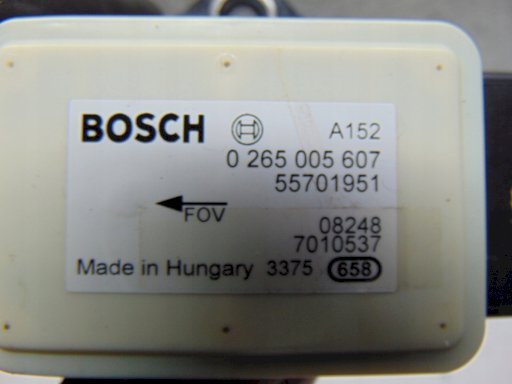 BOSCH A152
0 265 005 607
55701951
FOV
08248
7010537
Made in Hungary 3375 658